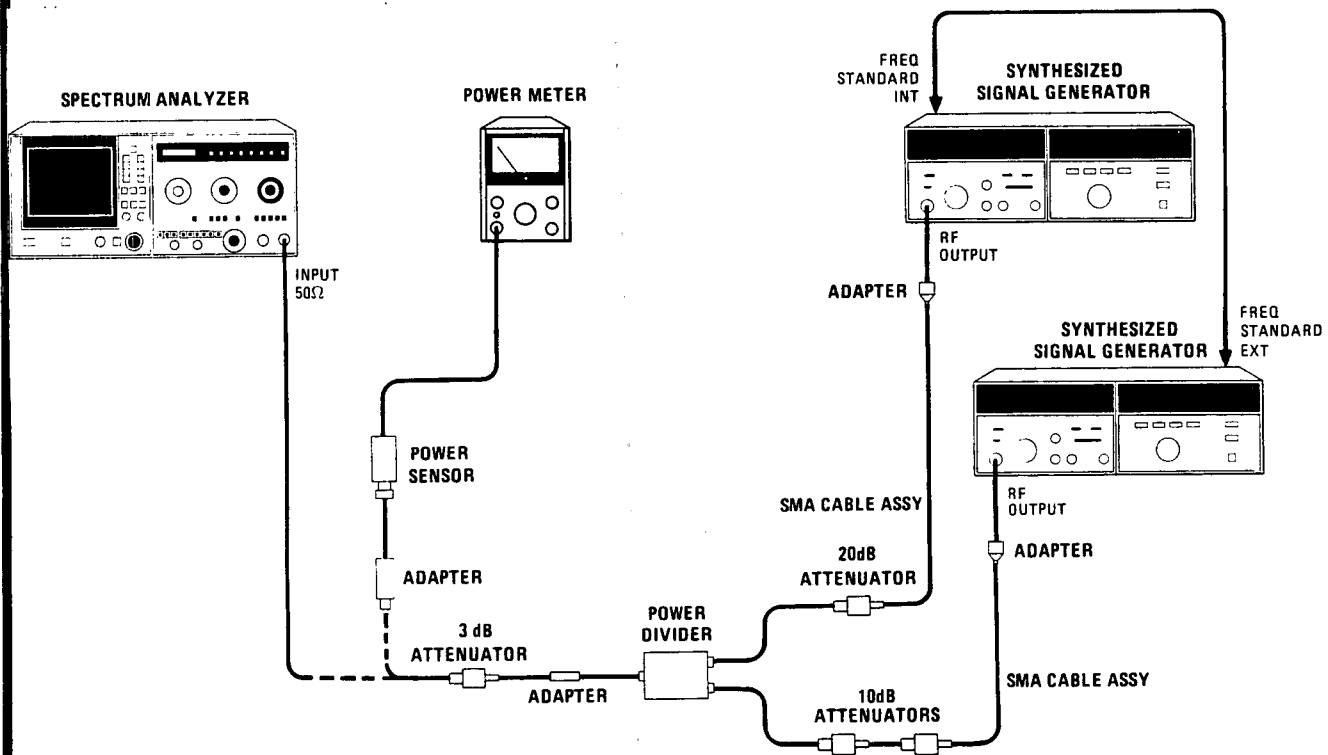 SPECTRUM ANALYZER
POWER METER
FREQ
STANDARD
INT
SYNTHESIZED
SIGNAL GENERATOR
INPUT
50Ω
RF
OUTPUT
ADAPTER
FREQ
STANDARD
EXT
SYNTHESIZED
SIGNAL GENERATOR
POWER
SENSOR
SMA CABLE ASSY
RF
OUTPUT
ADAPTER
20dB
ATTENUATOR
ADAPTER
POWER
DIVIDER
3 dB
ATTENUATOR
ADAPTER
SMA CABLE ASSY
10dB
ATTENUATORS